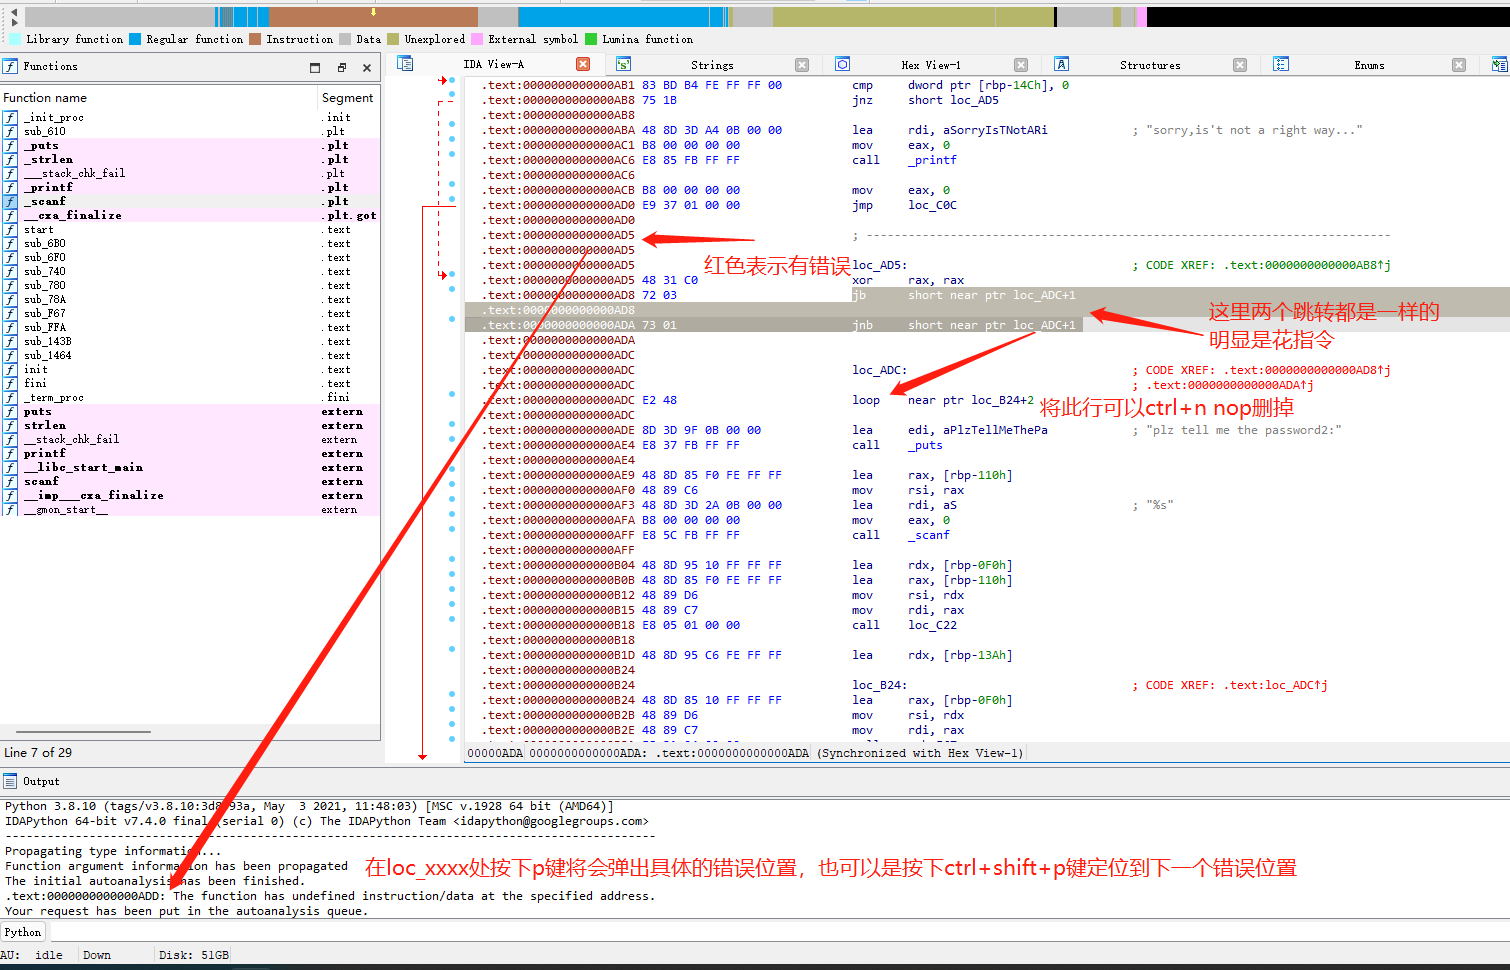 Library function Regular function Instruction Data Unexplored External symbol Lumina function
Functions
Function name Segment
_init_proc .init
sub_610 .plt
_puts .plt
_strlen .plt
___stack_chk_fail .plt
_printf .plt
_scanf .plt
__cxa_finalize .plt.got
start .text
sub_6B0 .text
sub_6F0 .text
sub_740 .text
sub_780 .text
sub_78A .text
sub_F67 .text
sub_FFA .text
sub_143B .text
sub_1464 .text
init .text
fini .text
_term_proc .fini
puts extern
strlen extern
__stack_chk_fail extern
printf extern
__libc_start_main extern
scanf extern
__imp___cxa_finalize extern
__gmon_start__ extern
Line 7 of 29
IDA View-A Strings Hex View-1 Structures Enums
.text:0000000000000AB1 83 BD B4 FE FF FF 00 cmp dword ptr [rbp-14Ch], 0
.text:0000000000000AB8 75 1B jnz short loc_AD5
.text:0000000000000AB8
.text:0000000000000ABA 48 8D 3D A4 0B 00 00 lea rdi, aSorryIsTNotARi ; "sorry,is't not a right way..."
.text:0000000000000AC1 B8 00 00 00 00 mov eax, 0
.text:0000000000000AC6 E8 85 FB FF FF call _printf
.text:0000000000000AC6
.text:0000000000000ACB B8 00 00 00 00 mov eax, 0
.text:0000000000000AD0 E9 37 01 00 00 jmp loc_C0C
.text:0000000000000AD0
.text:0000000000000AD5 ; ---------------------------------------------------------------------------
.text:0000000000000AD5
.text:0000000000000AD5 loc_AD5: ; CODE XREF: .text:0000000000000AB8↑j
.text:0000000000000AD5 48 31 C0 xor rax, rax
.text:0000000000000AD8 72 03 jb short near ptr loc_ADC+1
.text:0000000000000AD8
.text:0000000000000ADA 73 01 jnb short near ptr loc_ADC+1
.text:0000000000000ADA
.text:0000000000000ADC
.text:0000000000000ADC loc_ADC: ; CODE XREF: .text:0000000000000AD8↑j
.text:0000000000000ADC ; .text:0000000000000ADA↑j
.text:0000000000000ADC E2 48 loop near ptr loc_B24+2
.text:0000000000000ADC
.text:0000000000000ADE 8D 3D 9F 0B 00 00 lea edi, aPlzTellMeThePa ; "plz tell me the password2:"
.text:0000000000000AE4 E8 37 FB FF FF call _puts
.text:0000000000000AE4
.text:0000000000000AE9 48 8D 85 F0 FE FF FF lea rax, [rbp-110h]
.text:0000000000000AF0 48 89 C6 mov rsi, rax
.text:0000000000000AF3 48 8D 3D 2A 0B 00 00 lea rdi, aS ; "%s"
.text:0000000000000AFA B8 00 00 00 00 mov eax, 0
.text:0000000000000AFF E8 5C FB FF FF call _scanf
.text:0000000000000AFF
.text:0000000000000B04 48 8D 95 10 FF FF FF lea rdx, [rbp-0F0h]
.text:0000000000000B0B 48 8D 85 F0 FE FF FF lea rax, [rbp-110h]
.text:0000000000000B12 48 89 D6 mov rsi, rdx
.text:0000000000000B15 48 89 C7 mov rdi, rax
.text:0000000000000B18 E8 05 01 00 00 call loc_C22
.text:0000000000000B18
.text:0000000000000B1D 48 8D 95 C6 FE FF FF lea rdx, [rbp-13Ah]
.text:0000000000000B24
.text:0000000000000B24 loc_B24: ; CODE XREF: .text:loc_ADC↑j
.text:0000000000000B24 48 8D 85 10 FF FF FF lea rax, [rbp-0F0h]
.text:0000000000000B2B 48 89 D6 mov rsi, rdx
.text:0000000000000B2E 48 89 C7 mov rdi, rax
00000ADA 0000000000000ADA: .text:0000000000000ADA (Synchronized with Hex View-1)
红色表示有错误
这里两个跳转都是一样的
明显是花指令
将此行可以ctrl+n nop删掉
Output
Python 3.8.10 (tags/v3.8.10:3d8993a, May 3 2021, 11:48:03) [MSC v.1928 64 bit (AMD64)]
IDAPython 64-bit v7.4.0 final (serial 0) (c) The IDAPython Team <idapython@googlegroups.com>
---------------------------------------------------------------------------
Propagating type information...
Function argument information has been propagated
The initial autoanalysis has been finished.
.text:0000000000000ADD: The function has undefined instruction/data at the specified address.
Your request has been put in the autoanalysis queue.
在loc_xxxx处按下p键将会弹出具体的错误位置，也可以是按下ctrl+shift+p键定位到下一个错误位置
Python
AU: idle Down Disk: 51GB